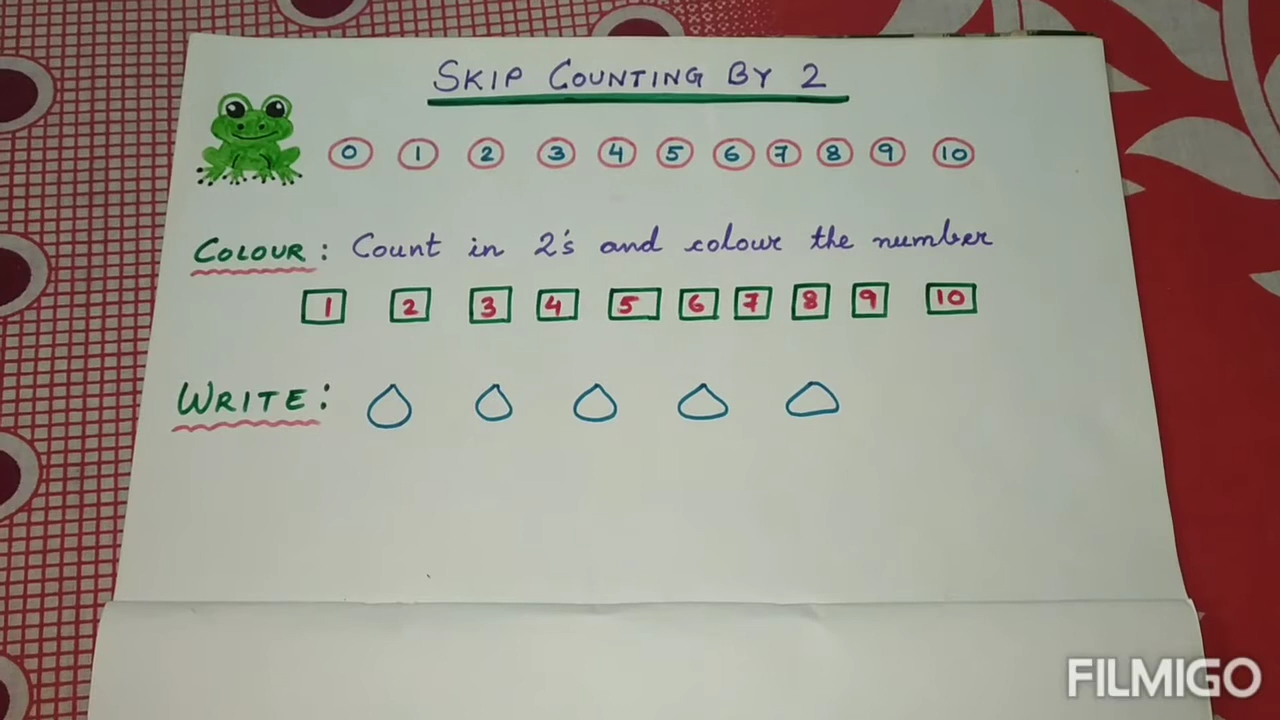 SKIP COUNTING BY 2
0 1 2 3 4 5 6 7 8 9 10
COLOUR: Count in 2's and colour the number
1 2 3 4 5 6 7 8 9 10
WRITE:
FILMIGO